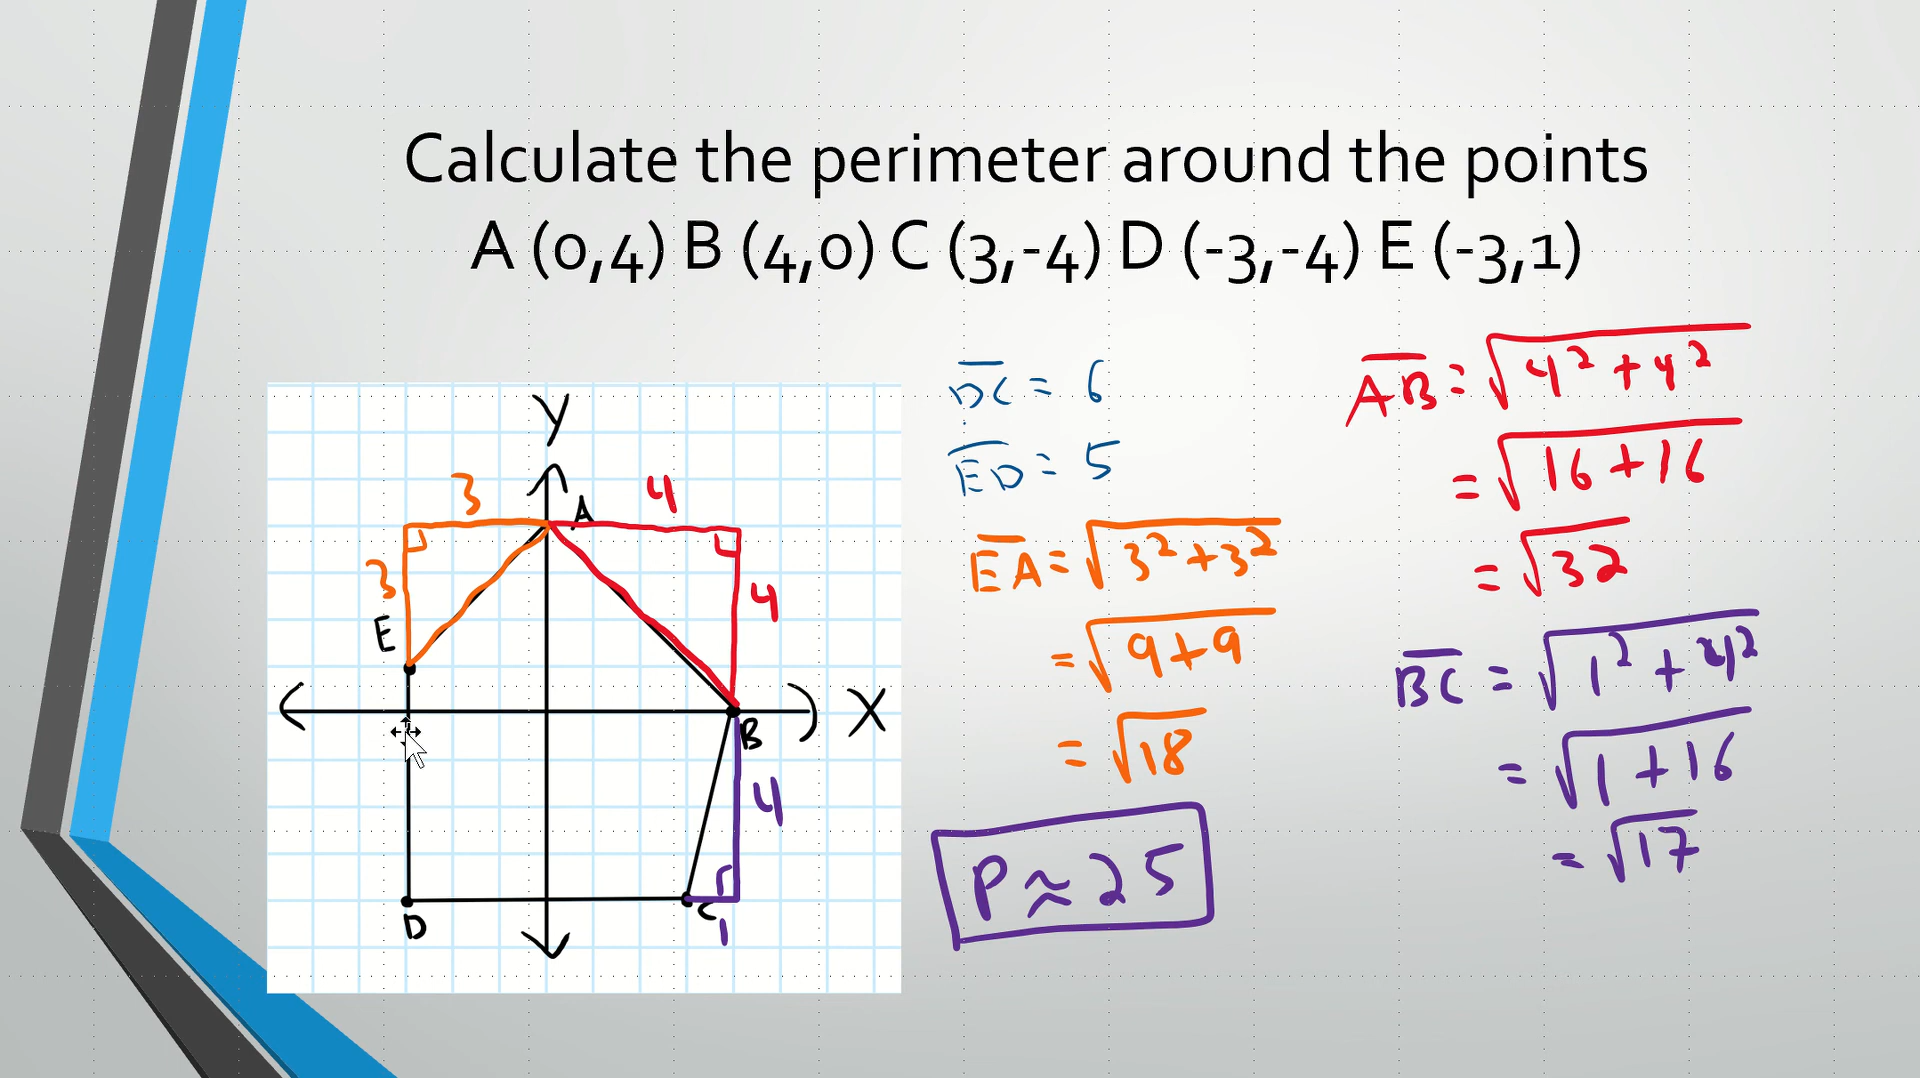 Calculate the perimeter around the points
A (0,4) B (4,0) C (3,-4) D (-3,-4) E (-3,1)
Y
3
A
4
3
4
E
X
B
4
D
C
1
DC = 6
ED = 5
EA = √3² + 3²
= √9 + 9
= √18
P ≈ 25
AB = √4² + 4²
= √16 + 16
= √32
BC = √1² + 4²
= √1 + 16
= √17